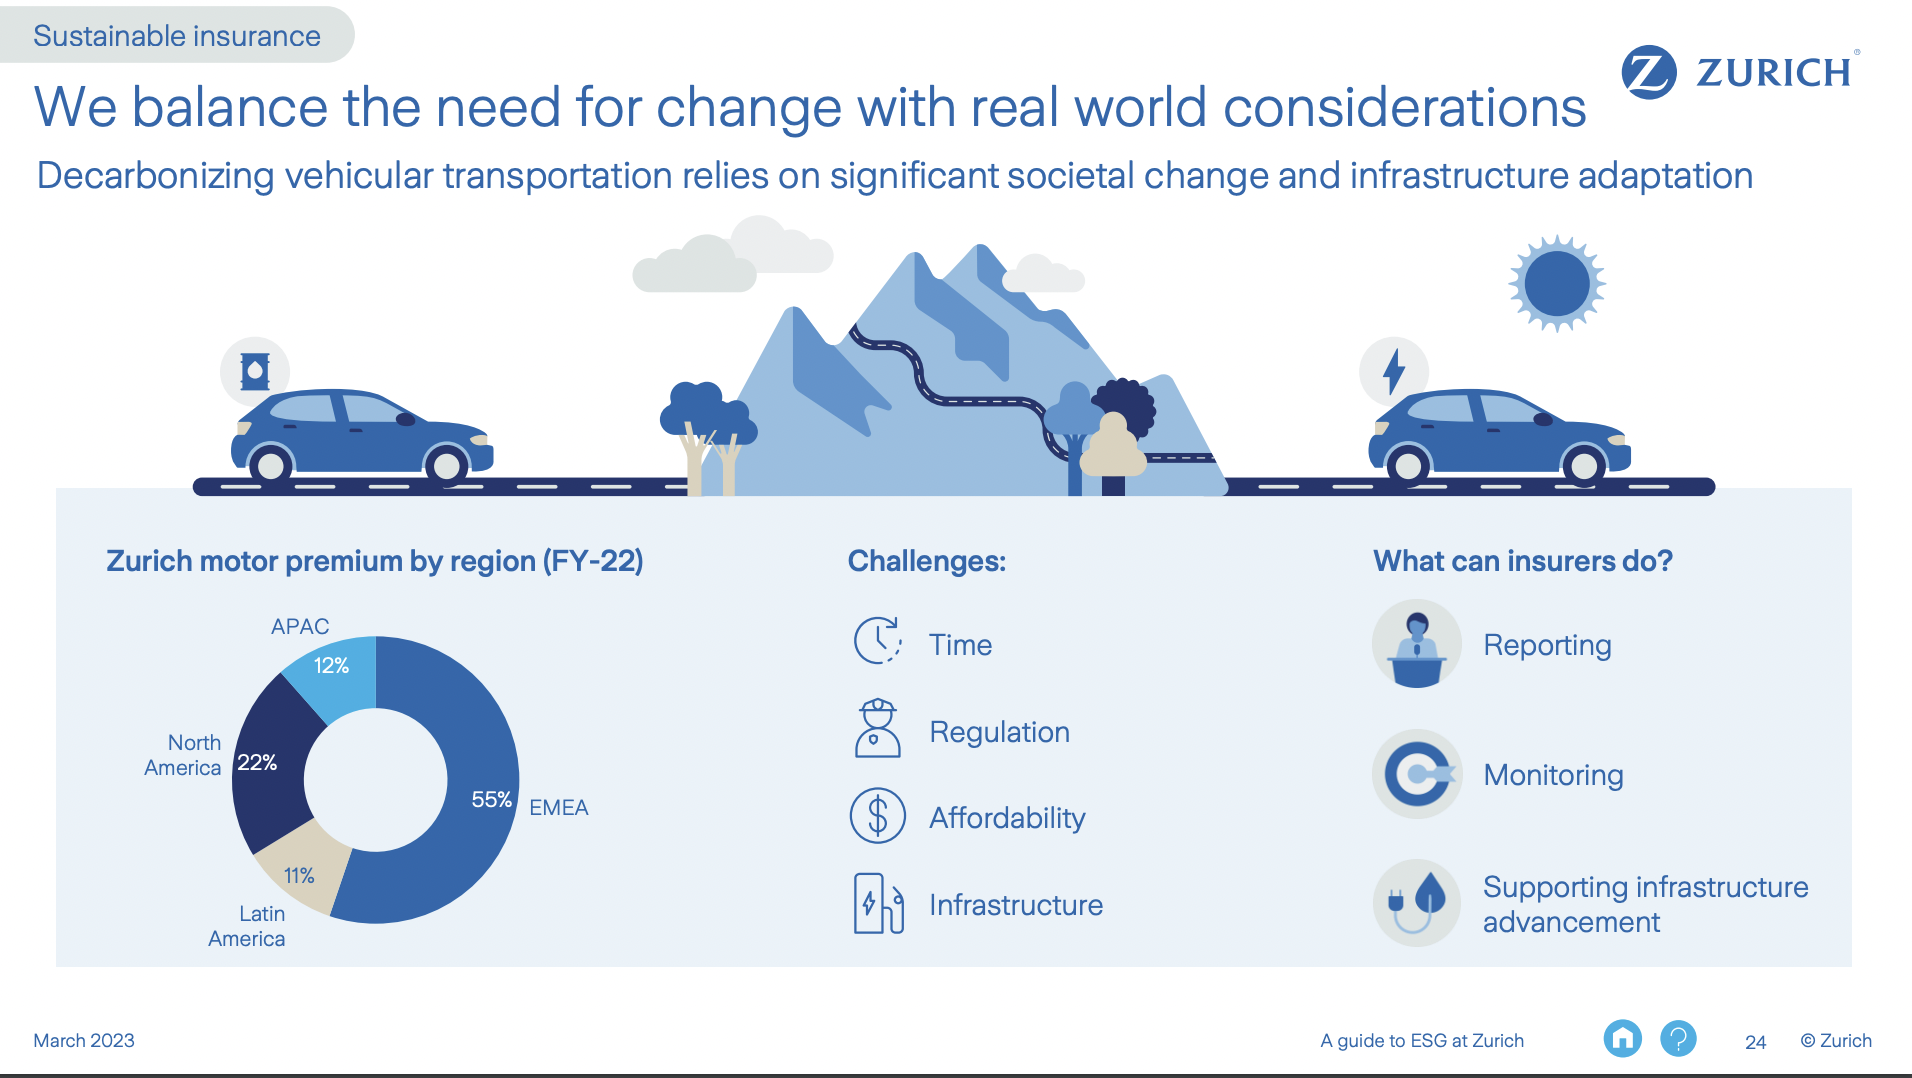 Sustainable insurance
ZURICH®
We balance the need for change with real world considerations
Decarbonizing vehicular transportation relies on significant societal change and infrastructure adaptation
Zurich motor premium by region (FY-22)
APAC
12%
North
America
22%
55%
EMEA
11%
Latin
America
Challenges:
Time
Regulation
Affordability
Infrastructure
What can insurers do?
Reporting
Monitoring
Supporting infrastructure
advancement
March 2023
A guide to ESG at Zurich
24
© Zurich